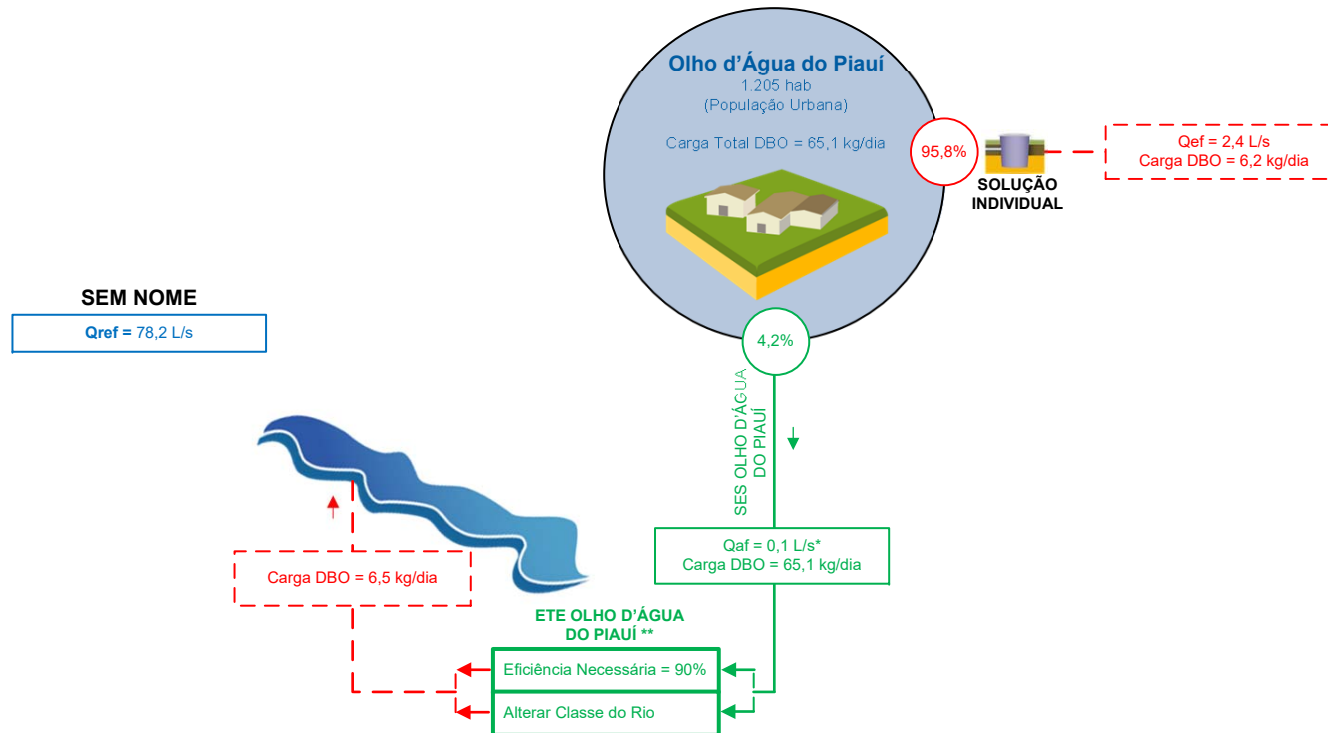 Olho d'Água do Piauí
1.205 hab
(População Urbana)
Carga Total DBO = 65,1 kg/dia
95,8%
SOLUÇÃO
INDIVIDUAL
Qef = 2,4 L/s
Carga DBO = 6,2 kg/dia
SEM NOME
Qref = 78,2 L/s
4,2%
SES OLHO D'ÁGUA
DO PIAUÍ
Qaf = 0,1 L/s*
Carga DBO = 65,1 kg/dia
Carga DBO = 6,5 kg/dia
ETE OLHO D'ÁGUA
DO PIAUÍ **
Eficiência Necessária = 90%
Alterar Classe do Rio